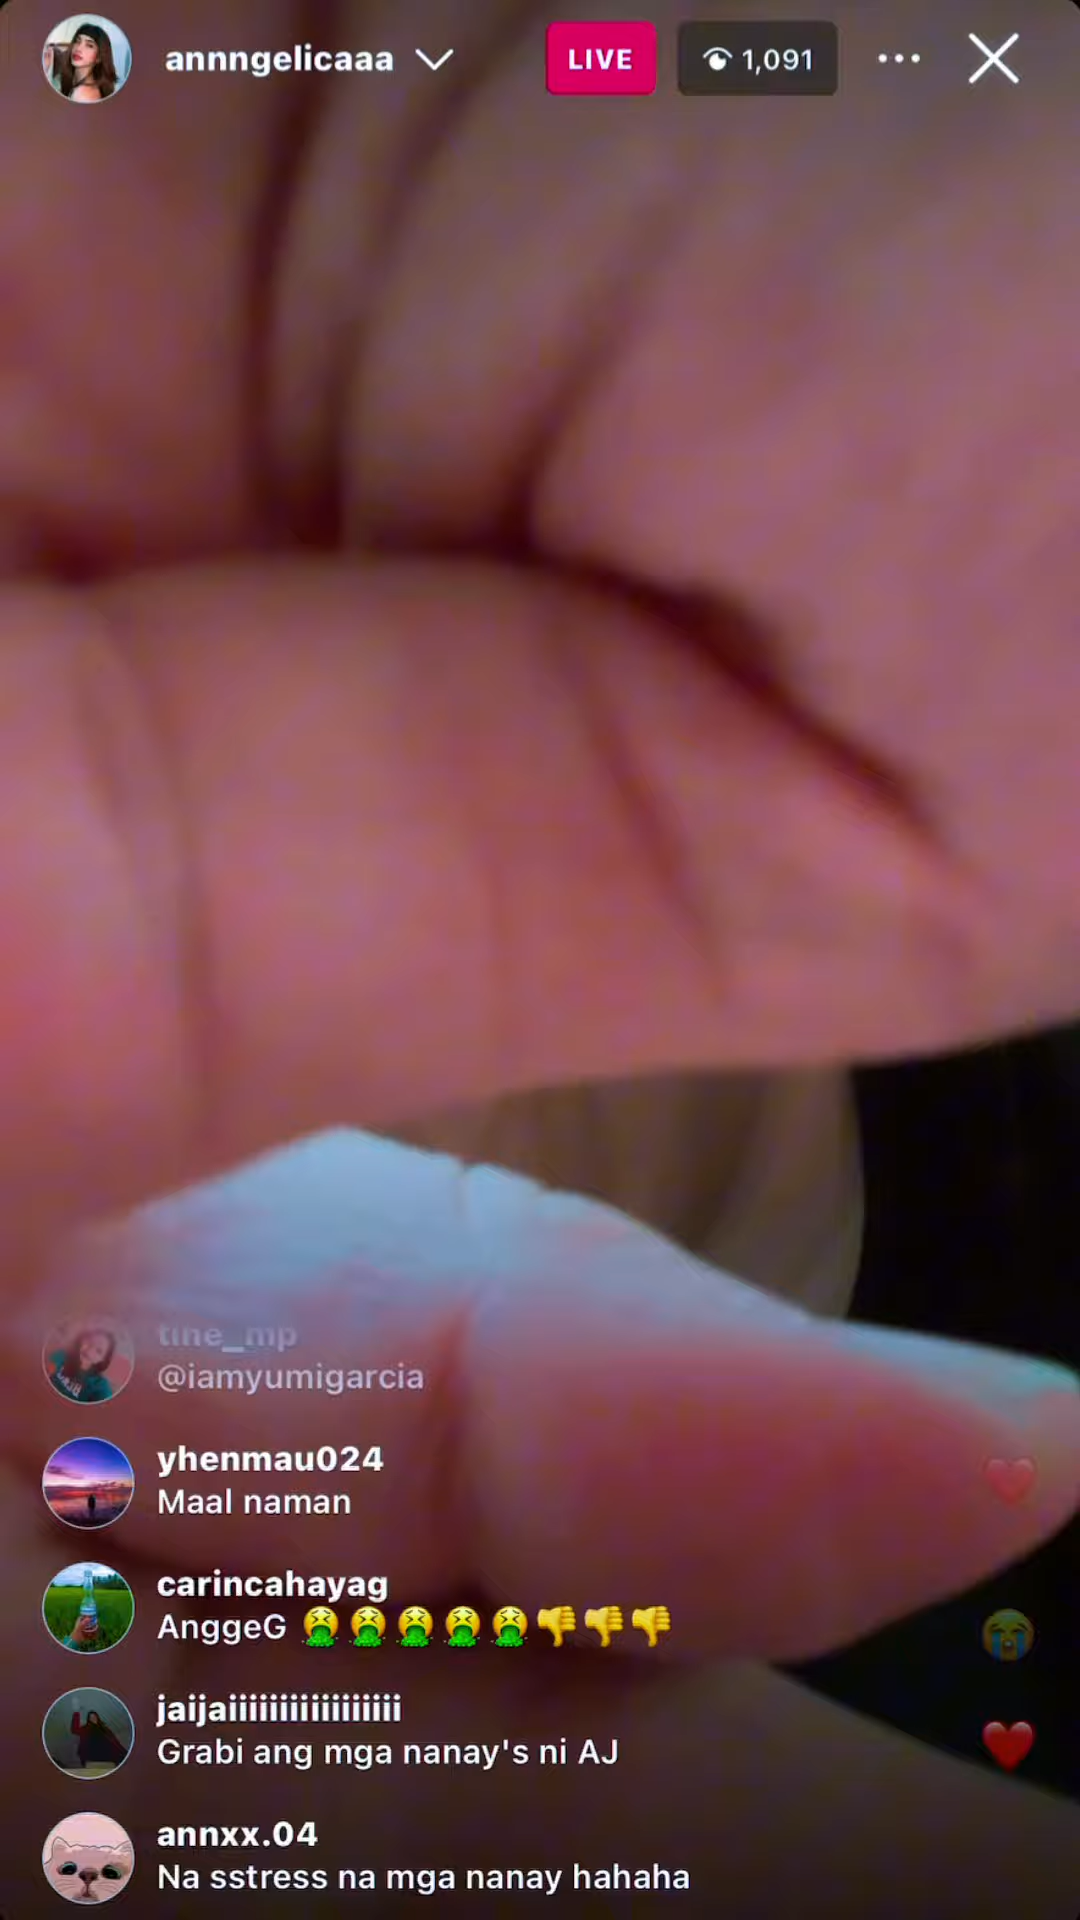 annngelicaaa
LIVE
1,091
tine_mp
@iamyumigarcia
yhenmau024
Maal naman
carincahayag
AnggeG 🤮🤮🤮🤮🤮👎👎👎
jaijaiiiiiiiiiiiiiiiii
Grabi ang mga nanay's ni AJ
annxx.04
Na sstress na mga nanay hahaha